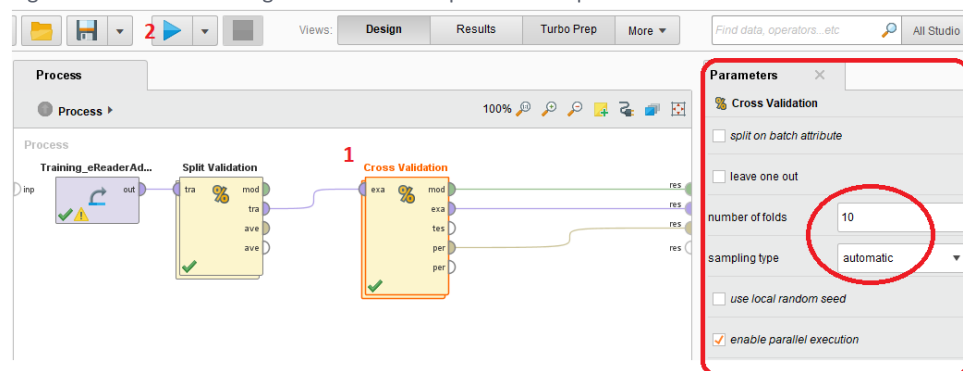 2
Views: Design Results Turbo Prep More Find data, operators...etc All Studio
Process
Process 100%
Process
Training_eReaderAd...
inp out
Split Validation
tra mod
tra
ave
ave
1
Cross Validation
exa mod
exa
tes
per
per
res
res
res
res
Parameters
Cross Validation
split on batch attribute
leave one out
number of folds 10
sampling type automatic
use local random seed
enable parallel execution